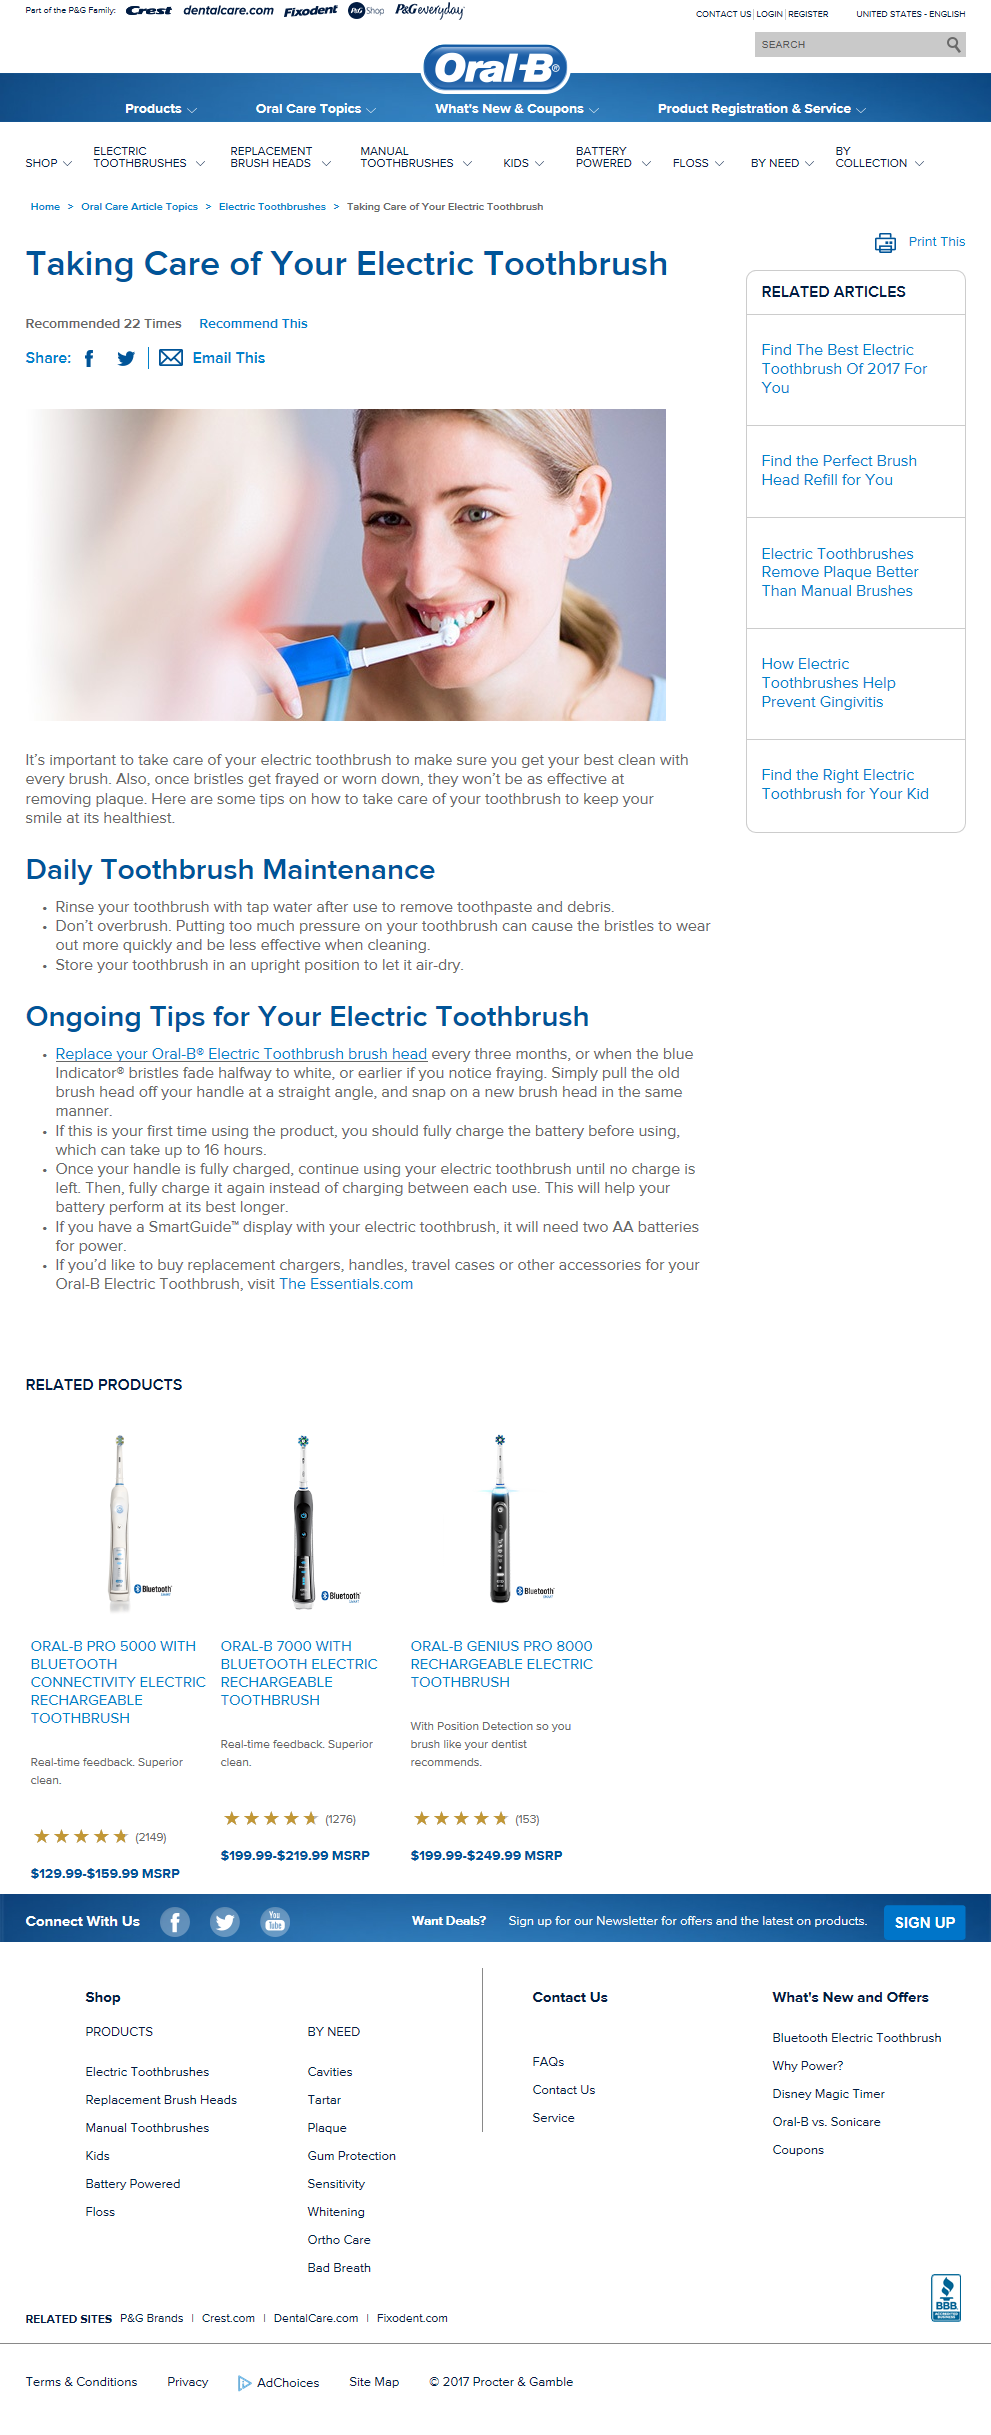 Part of the P&G Family: Crest dentalcare.com Fixodent P&G Shop P&G everyday
CONTACT US | LOGIN | REGISTER UNITED STATES - ENGLISH
SEARCH
Oral-B®
Products Oral Care Topics What's New & Coupons Product Registration & Service
SHOP ELECTRIC TOOTHBRUSHES REPLACEMENT BRUSH HEADS MANUAL TOOTHBRUSHES KIDS BATTERY POWERED FLOSS BY NEED BY COLLECTION
Home > Oral Care Article Topics > Electric Toothbrushes > Taking Care of Your Electric Toothbrush
Print This
Taking Care of Your Electric Toothbrush
Recommended 22 Times Recommend This
Share: Email This
RELATED ARTICLES
Find The Best Electric
Toothbrush Of 2017 For
You
Find the Perfect Brush
Head Refill for You
Electric Toothbrushes
Remove Plaque Better
Than Manual Brushes
How Electric
Toothbrushes Help
Prevent Gingivitis
Find the Right Electric
Toothbrush for Your Kid
It's important to take care of your electric toothbrush to make sure you get your best clean with
every brush. Also, once bristles get frayed or worn down, they won't be as effective at
removing plaque. Here are some tips on how to take care of your toothbrush to keep your
smile at its healthiest.
Daily Toothbrush Maintenance
• Rinse your toothbrush with tap water after use to remove toothpaste and debris.
• Don't overbrush. Putting too much pressure on your toothbrush can cause the bristles to wear
out more quickly and be less effective when cleaning.
• Store your toothbrush in an upright position to let it air-dry.
Ongoing Tips for Your Electric Toothbrush
• Replace your Oral-B® Electric Toothbrush brush head every three months, or when the blue
Indicator® bristles fade halfway to white, or earlier if you notice fraying. Simply pull the old
brush head off your handle at a straight angle, and snap on a new brush head in the same
manner.
• If this is your first time using the product, you should fully charge the battery before using,
which can take up to 16 hours.
• Once your handle is fully charged, continue using your electric toothbrush until no charge is
left. Then, fully charge it again instead of charging between each use. This will help your
battery perform at its best longer.
• If you have a SmartGuide™ display with your electric toothbrush, it will need two AA batteries
for power.
• If you'd like to buy replacement chargers, handles, travel cases or other accessories for your
Oral-B Electric Toothbrush, visit The Essentials.com
RELATED PRODUCTS
Bluetooth
Bluetooth
Bluetooth
ORAL-B PRO 5000 WITH
BLUETOOTH
CONNECTIVITY ELECTRIC
RECHARGEABLE
TOOTHBRUSH
Real-time feedback. Superior
clean.
(2149)
$129.99-$159.99 MSRP
ORAL-B 7000 WITH
BLUETOOTH ELECTRIC
RECHARGEABLE
TOOTHBRUSH
Real-time feedback. Superior
clean.
(1276)
$199.99-$219.99 MSRP
ORAL-B GENIUS PRO 8000
RECHARGEABLE ELECTRIC
TOOTHBRUSH
With Position Detection so you
brush like your dentist
recommends.
(153)
$199.99-$249.99 MSRP
Connect With Us You Tube Want Deals? Sign up for our Newsletter for offers and the latest on products. SIGN UP
Shop
PRODUCTS
Electric Toothbrushes
Replacement Brush Heads
Manual Toothbrushes
Kids
Battery Powered
Floss
BY NEED
Cavities
Tartar
Plaque
Gum Protection
Sensitivity
Whitening
Ortho Care
Bad Breath
Contact Us
FAQs
Contact Us
Service
What's New and Offers
Bluetooth Electric Toothbrush
Why Power?
Disney Magic Timer
Oral-B vs. Sonicare
Coupons
BBB
ACCREDITED
BUSINESS
RELATED SITES P&G Brands | Crest.com | DentalCare.com | Fixodent.com
Terms & Conditions Privacy AdChoices Site Map © 2017 Procter & Gamble